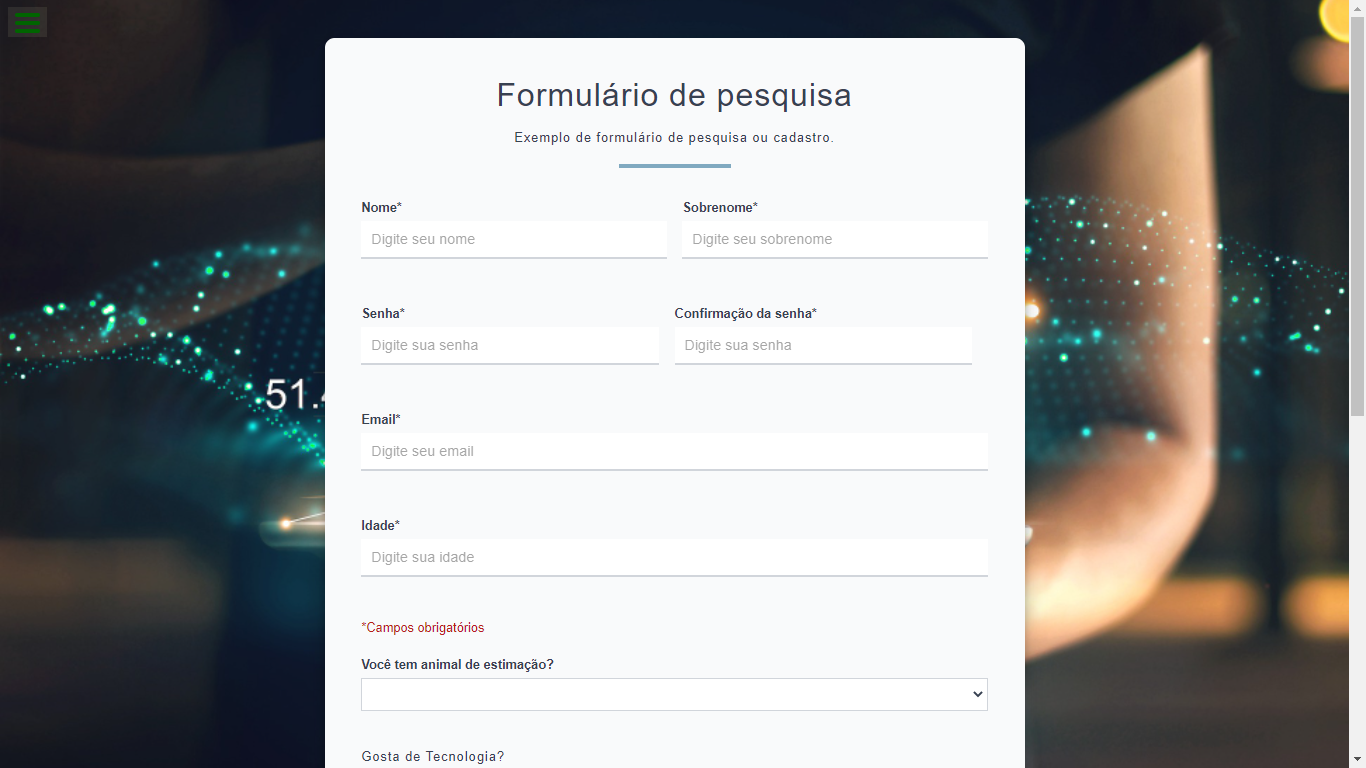 Formulário de pesquisa
Exemplo de formulário de pesquisa ou cadastro.
Nome* Sobrenome*
Digite seu nome Digite seu sobrenome
Senha* Confirmação da senha*
Digite sua senha Digite sua senha
51.4
Email*
Digite seu email
Idade*
Digite sua idade
*Campos obrigatórios
Você tem animal de estimação?
Gosta de Tecnologia?